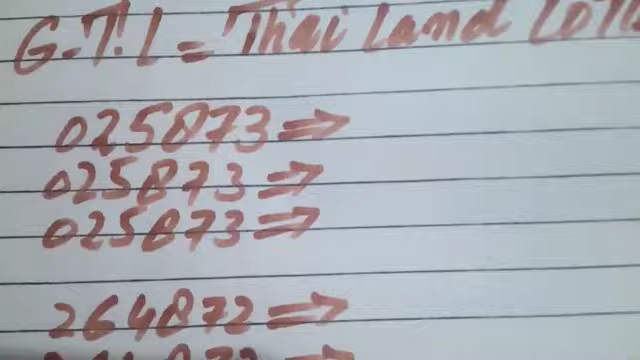 G.T.L = Thai Land
025873 ⇒
025873 ⇒
025873 ⇒
264872 ⇒